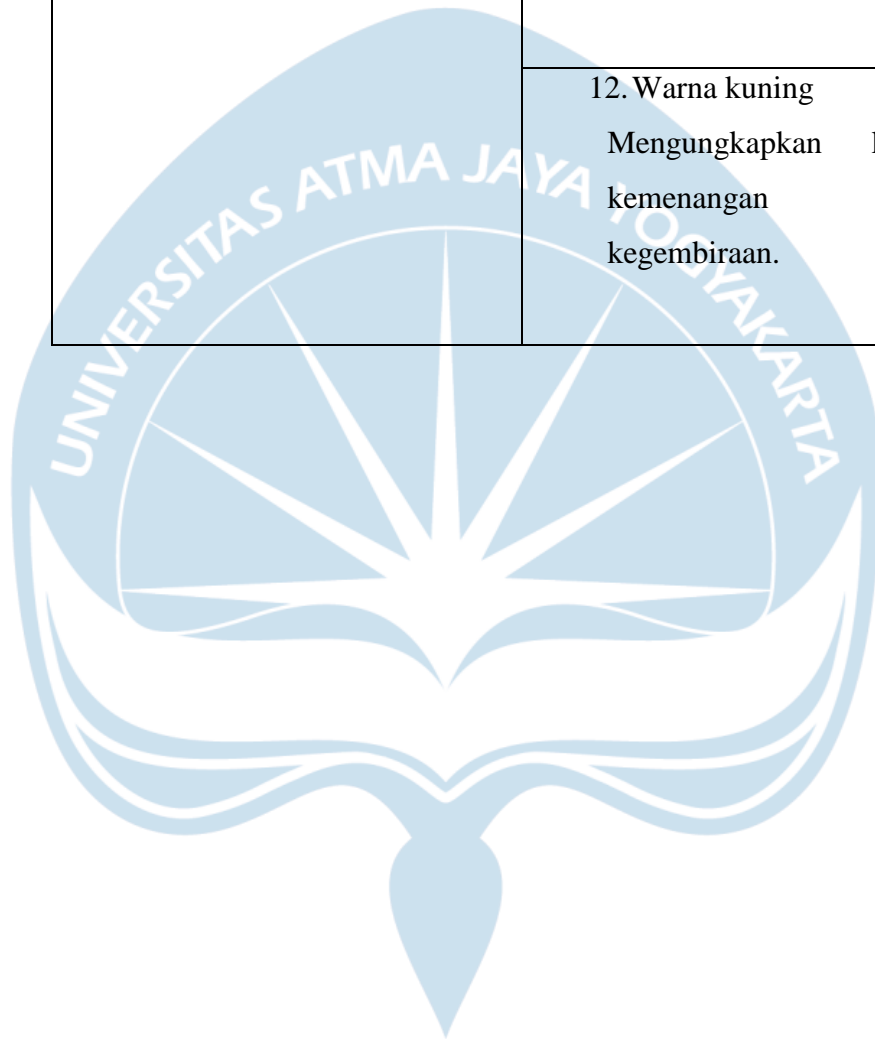 12. Warna kuning
Mengungkapkan
kemenangan
kegembiraan.
UNIVERSITAS ATMA JAYA YOGYAKARTA